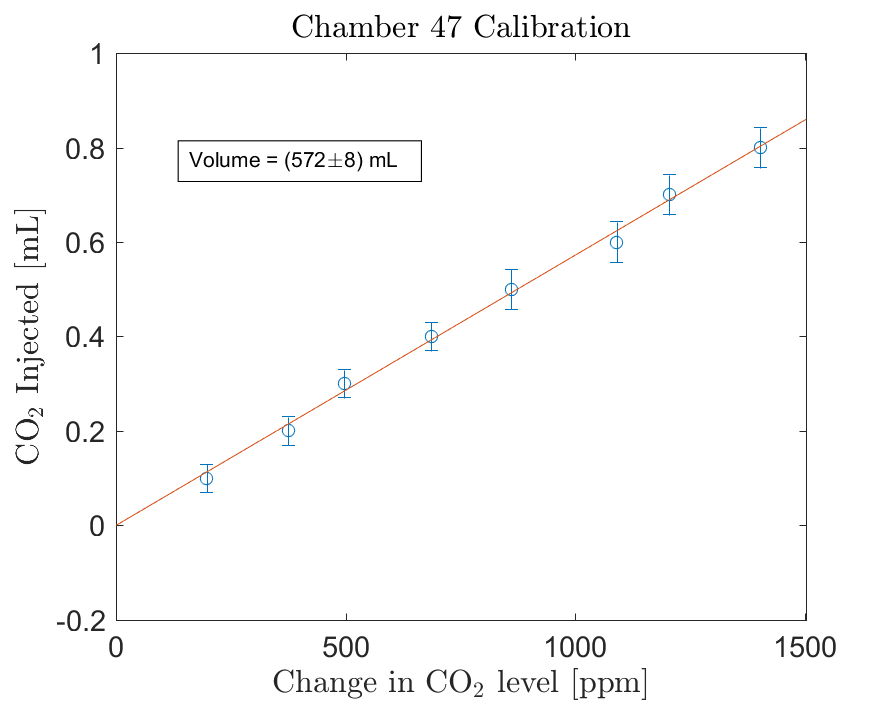 Chamber 47 Calibration
1
0.8
0.6
0.4
0.2
0
-0.2
CO₂ Injected [mL]
Volume = (572±8) mL
0
500
1000
1500
Change in CO₂ level [ppm]